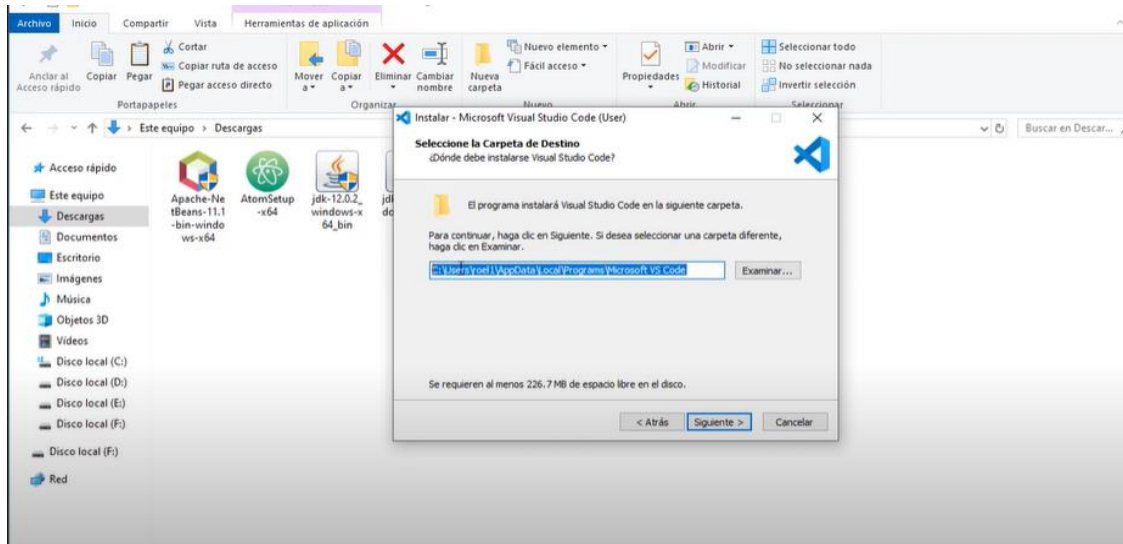 Archivo Inicio Compartir Vista Herramientas de aplicación
Anclar al
Acceso rápido
Copiar
Pegar
Cortar
Copiar ruta de acceso
Pegar acceso directo
Portapapeles
Mover
a
Copiar
a
Eliminar
Cambiar
nombre
Organizar
Nueva
carpeta
Nuevo elemento
Fácil acceso
Nuevo
Propiedades
Abrir
Modificar
Historial
Abrir
Seleccionar todo
No seleccionar nada
Invertir selección
Seleccionar
Este equipo > Descargas
Buscar en Descar...
Acceso rápido
Este equipo
Descargas
Documentos
Escritorio
Imágenes
Música
Objetos 3D
Vídeos
Disco local (C:)
Disco local (D:)
Disco local (E:)
Disco local (F:)
Disco local (F:)
Red
Apache-Ne
tBeans-11.1
-bin-windo
ws-x64
AtomSetup
-x64
jdk-12.0.2_
windows-x
64_bin
Instalar - Microsoft Visual Studio Code (User)
Seleccione la Carpeta de Destino
¿Dónde debe instalarse Visual Studio Code?
El programa instalará Visual Studio Code en la siguiente carpeta.
Para continuar, haga clic en Siguiente. Si desea seleccionar una carpeta diferente,
haga clic en Examinar.
C:\Users\roel1\AppData\Local\Programs\Microsoft VS Code
Examinar...
Se requieren al menos 226.7 MB de espacio libre en el disco.
< Atrás
Siguiente >
Cancelar